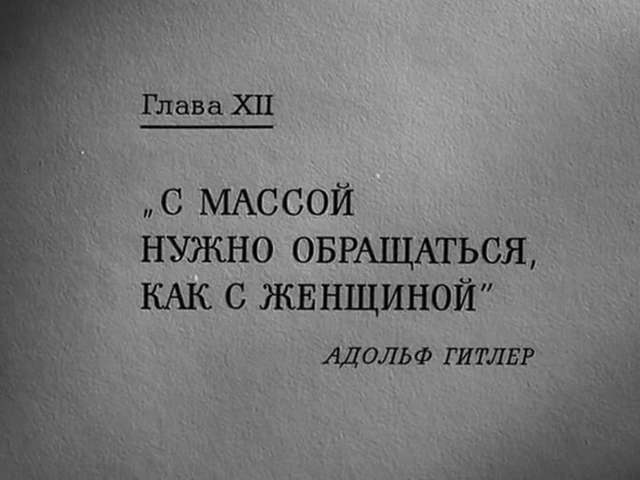 Глава XII
„С МАССОЙ
НУЖНО ОБРАЩАТЬСЯ,
КАК С ЖЕНЩИНОЙ”
АДОЛЬФ ГИТЛЕР